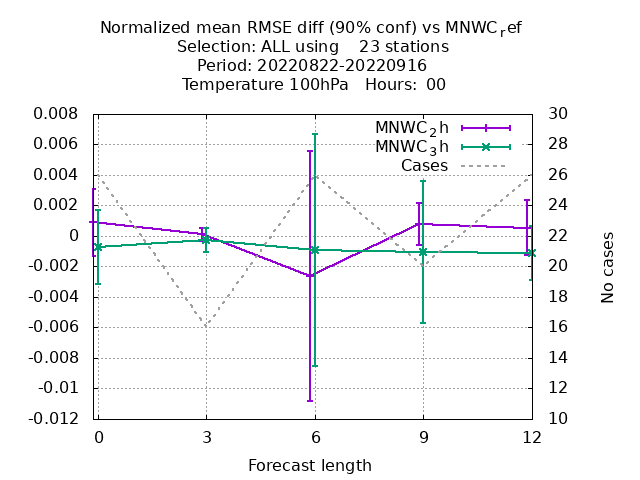 Normalized mean RMSE diff (90% conf) vs MNWC_ref
Selection: ALL using    23 stations
Period: 20220822-20220916
Temperature 100hPa   Hours:  00
MNWC_2h
MNWC_3h
Cases
0.008
0.006
0.004
0.002
0
-0.002
-0.004
-0.006
-0.008
-0.01
-0.012
30
28
26
24
22
20
18
16
14
12
10
No cases
0 3 6 9 12
Forecast length